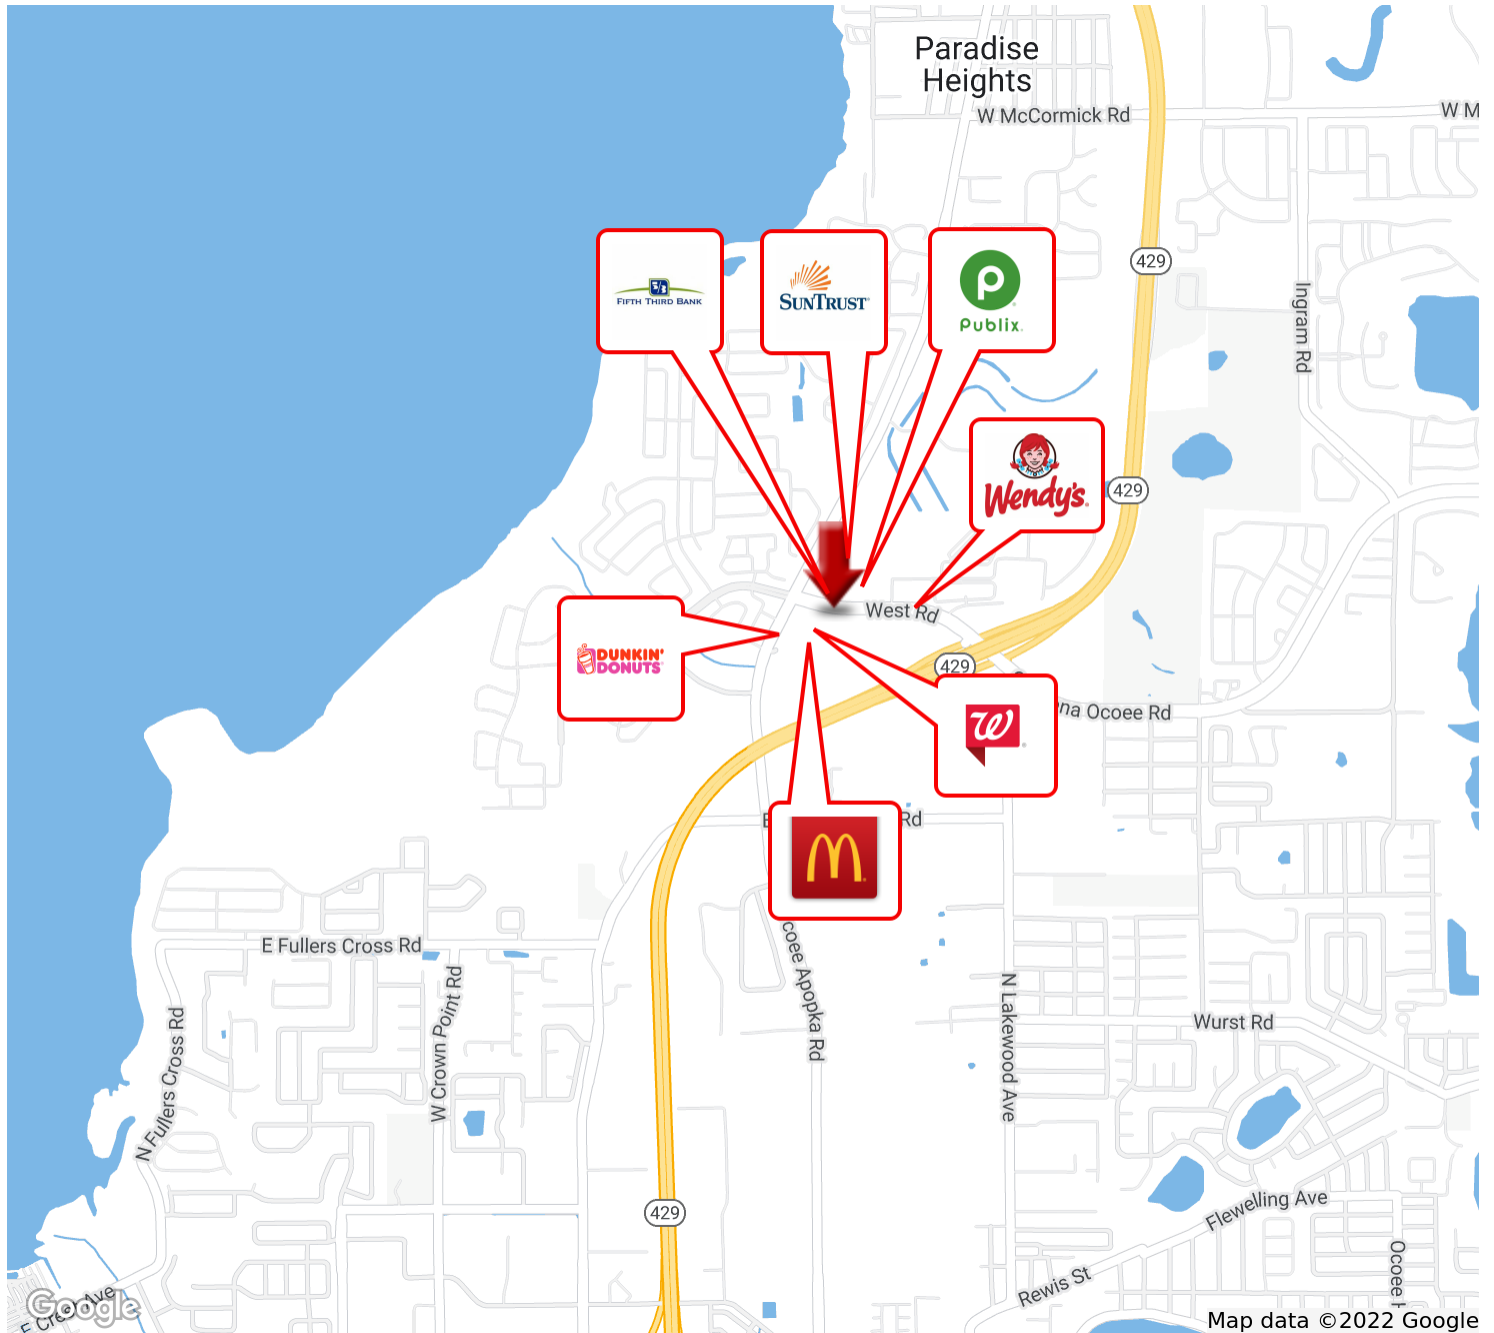 Paradise
Heights
W McCormick Rd
W M
429
Ingram Rd
FIFTH THIRD BANK
SUNTRUST
Publix
Wendy's
429
West Rd
DUNKIN'
DONUTS
429
na Ocoee Rd
W
E
Rd
M
E Fullers Cross Rd
coee Apopka Rd
W Crown Point Rd
N Lakewood Ave
N Fullers Cross Rd
Wurst Rd
429
Flewelling Ave
Rewis St
Ocoee
E Crest Ave
Google
Map data ©2022 Google